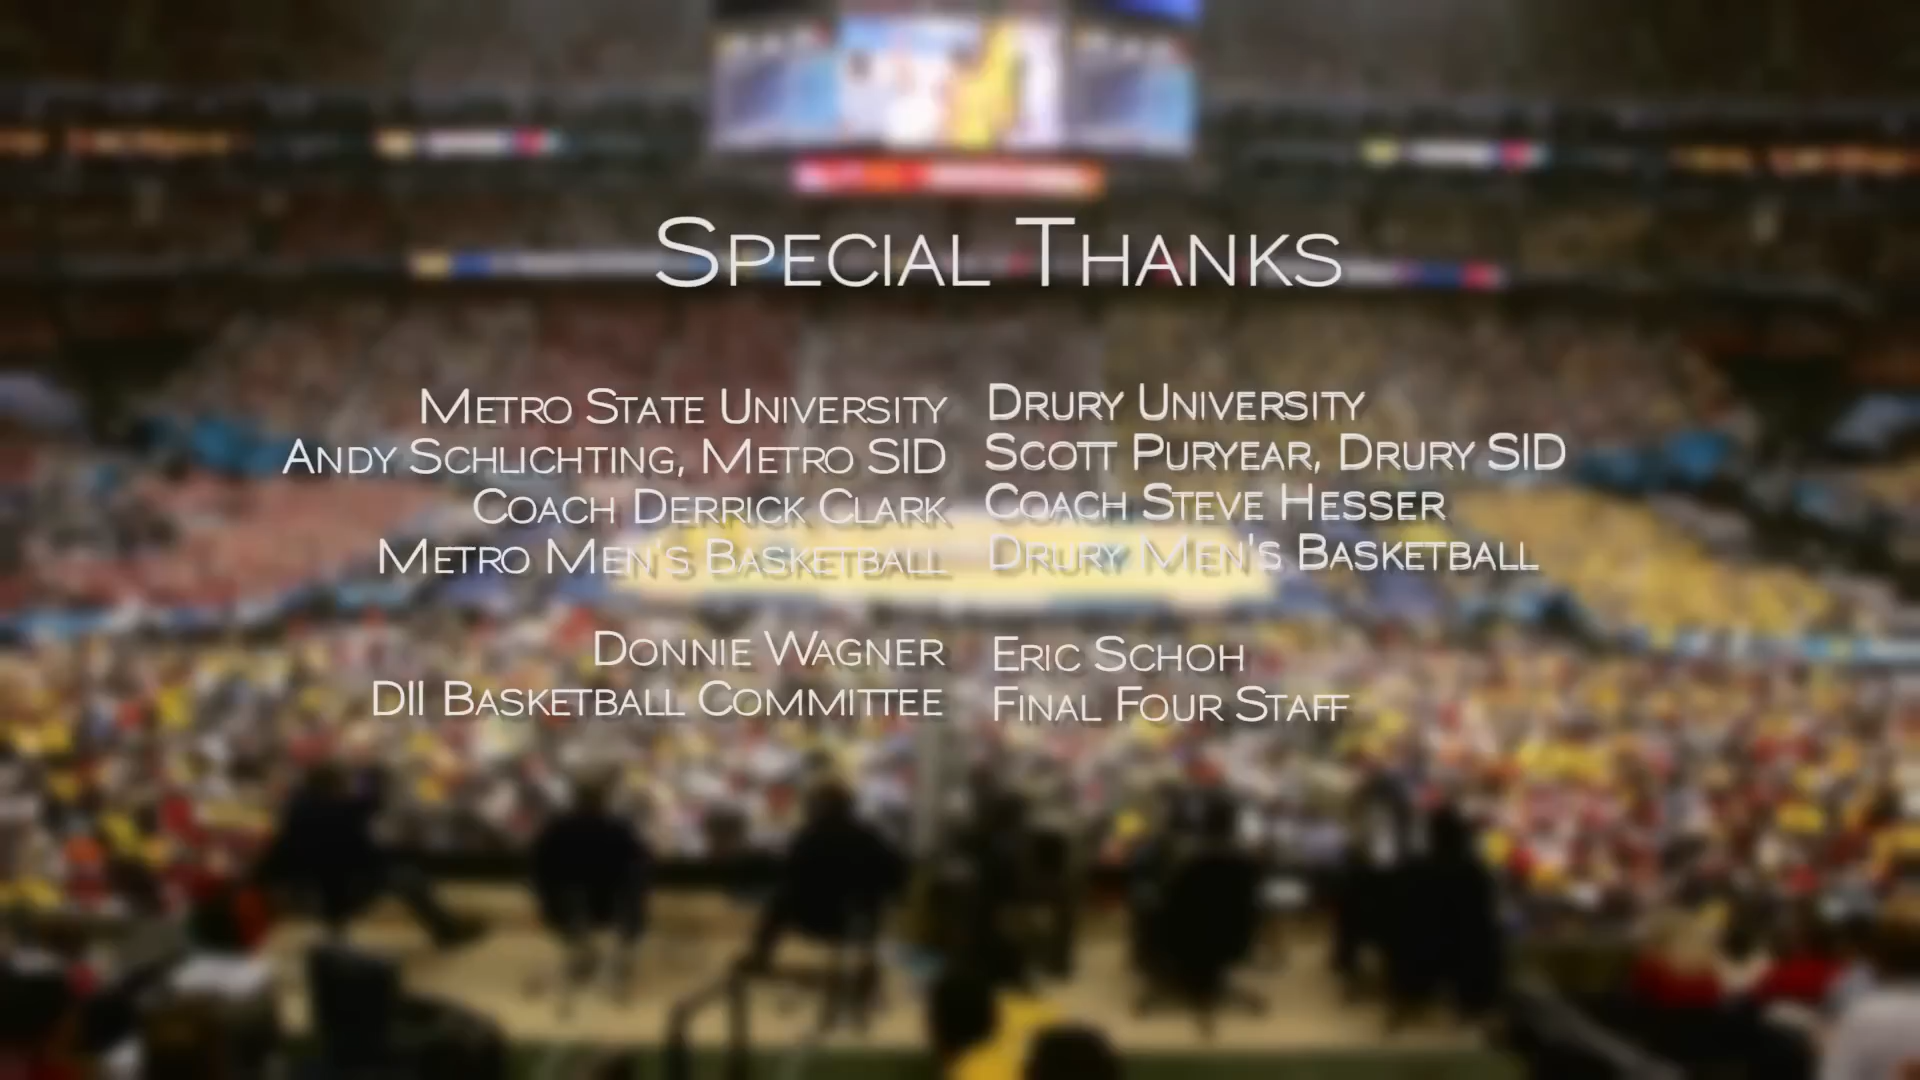 Special Thanks
Metro State University
Andy Schlichting, Metro SID
Coach Derrick Clark
Metro Men's Basketball
Drury University
Scott Puryear, Drury SID
Coach Steve Hesser
Drury Men's Basketball
Donnie Wagner
DII Basketball Committee
Eric Schoh
Final Four Staff